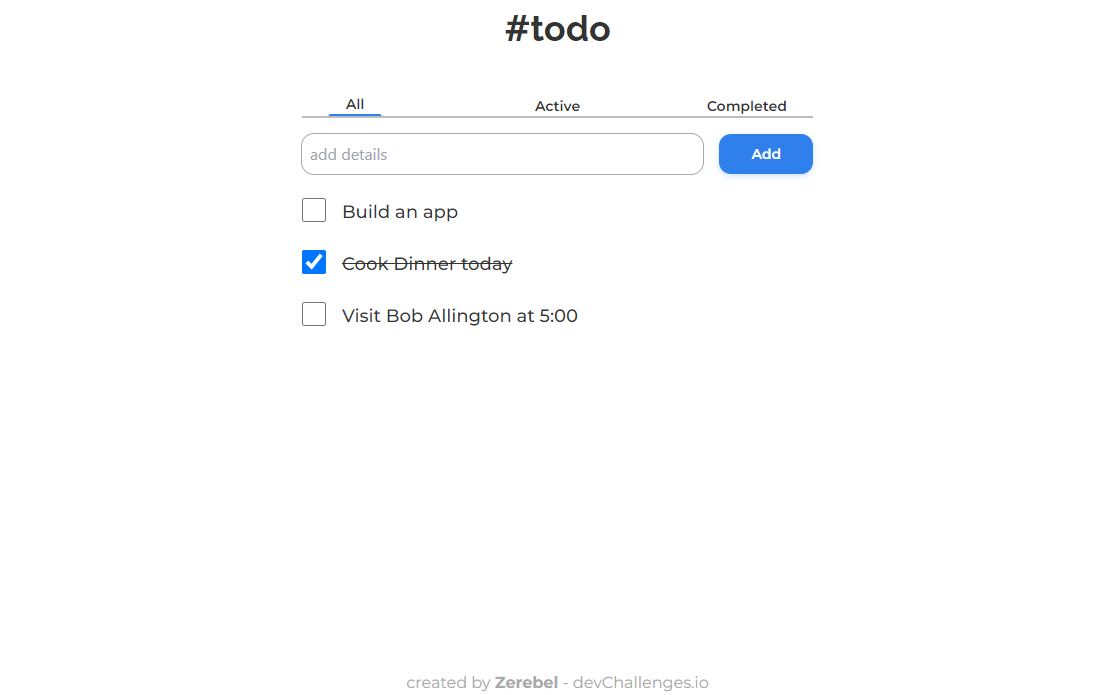 #todo
All Active Completed
add details Add
Build an app
Cook Dinner today
Visit Bob Allington at 5:00
created by Zerebel - devChallenges.io